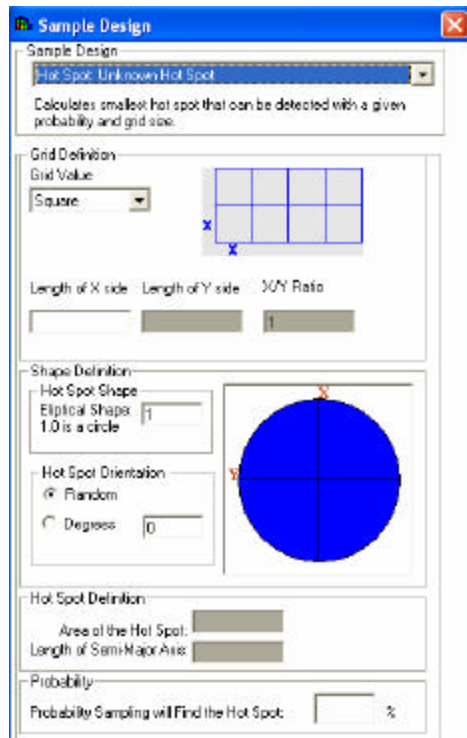 Sample Design
Sample Design
Hot Spot: Unknown Hot Spot
Calculates smallest hot spot that can be detected with a given
probability and grid size.
Grid Definition
Grid Value
Square
X
X
Length of X side Length of Y side X/Y Ratio
1
Shape Definition
Hot Spot Shape
Eliptical Shape:
1.0 is a circle
1
X
Y
Hot Spot Orientation
Random
Degrees 0
Hot Spot Definition
Area of the Hot Spot:
Length of Semi-Major Axis:
Probability
Probability Sampling will Find the Hot Spot: %